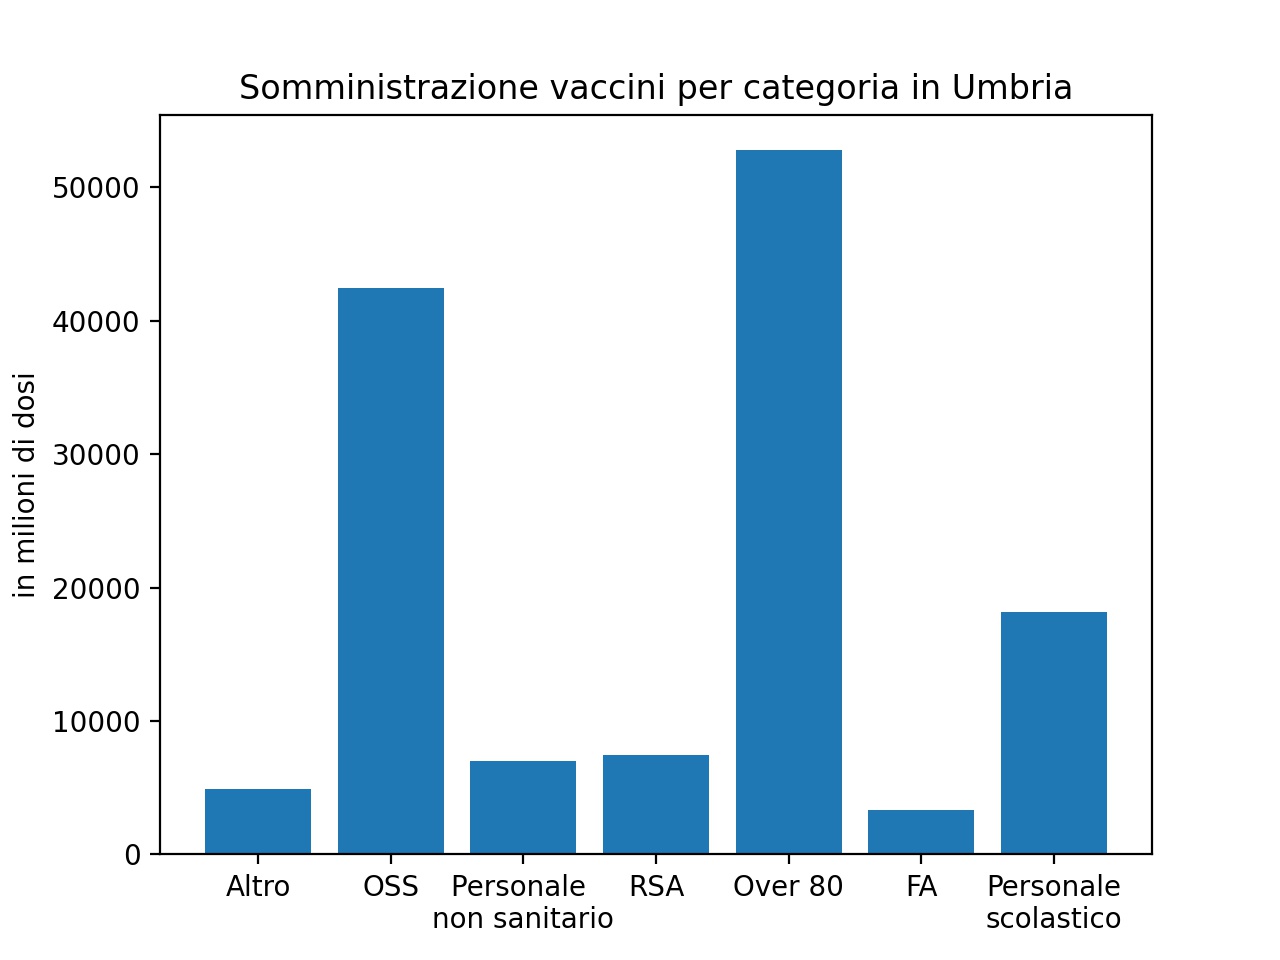 Somministrazione vaccini per categoria in Umbria
in milioni di dosi
50000
40000
30000
20000
10000
0
Altro
OSS
Personale
non sanitario
RSA
Over 80
FA
Personale
scolastico